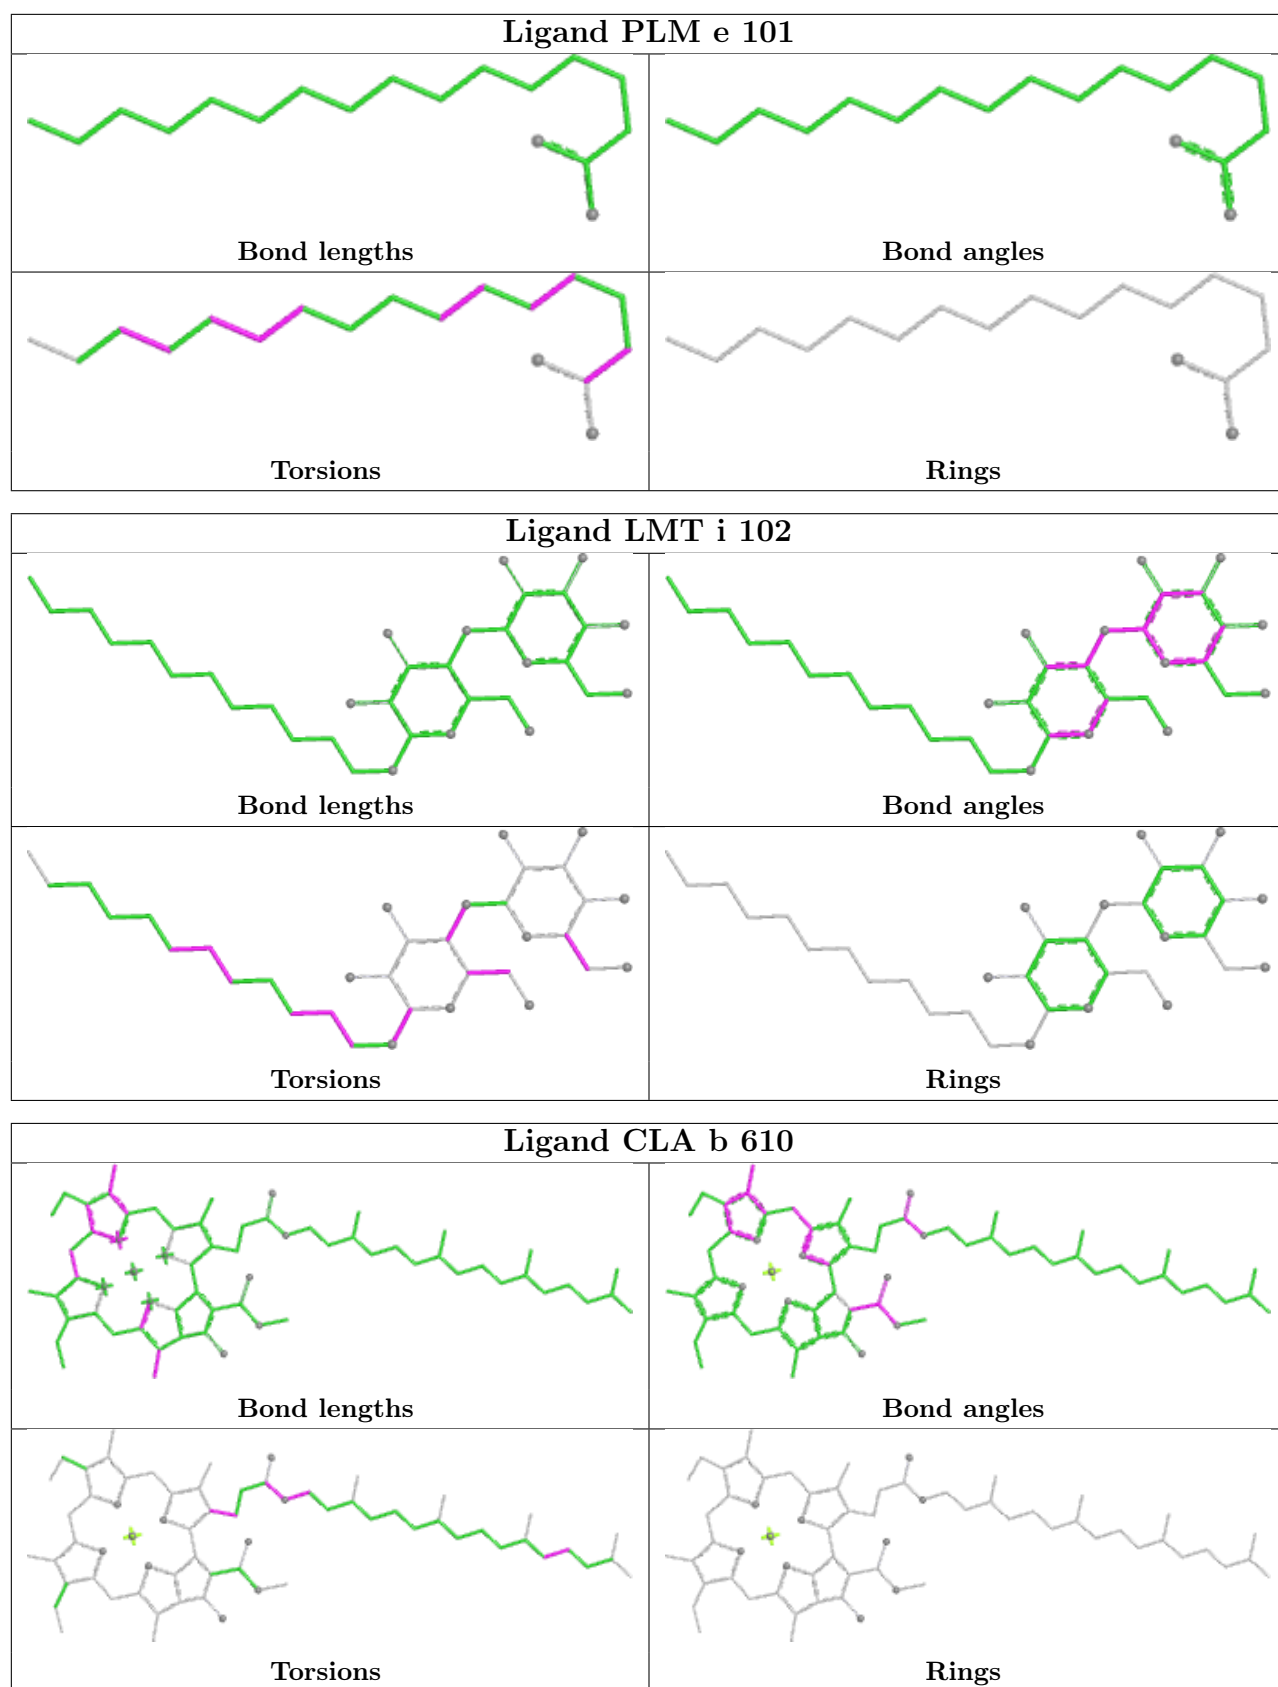 Ligand PLM e 101
Bond lengths
Bond angles
Torsions
Rings
Ligand LMT i 102
Bond lengths
Bond angles
Torsions
Rings
Ligand CLA b 610
Bond lengths
Bond angles
Torsions
Rings